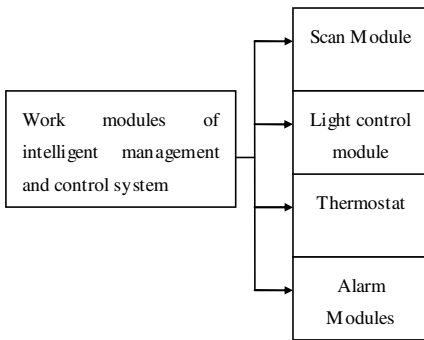 Work modules of
intelligent management
and control system
Scan Module
Light control
module
Thermostat
Alarm
Modules